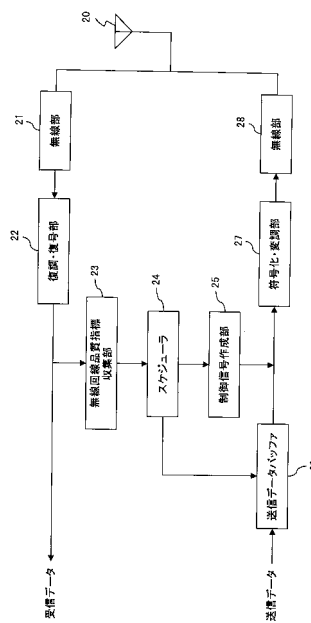 20
21
無線部
28
無線部
22
復調・復号部
27
符号化・変調部
23
無線回線品質指標
収集部
24
スケジューラ
25
制御信号作成部
送信データバッファ
受信データ
送信データ